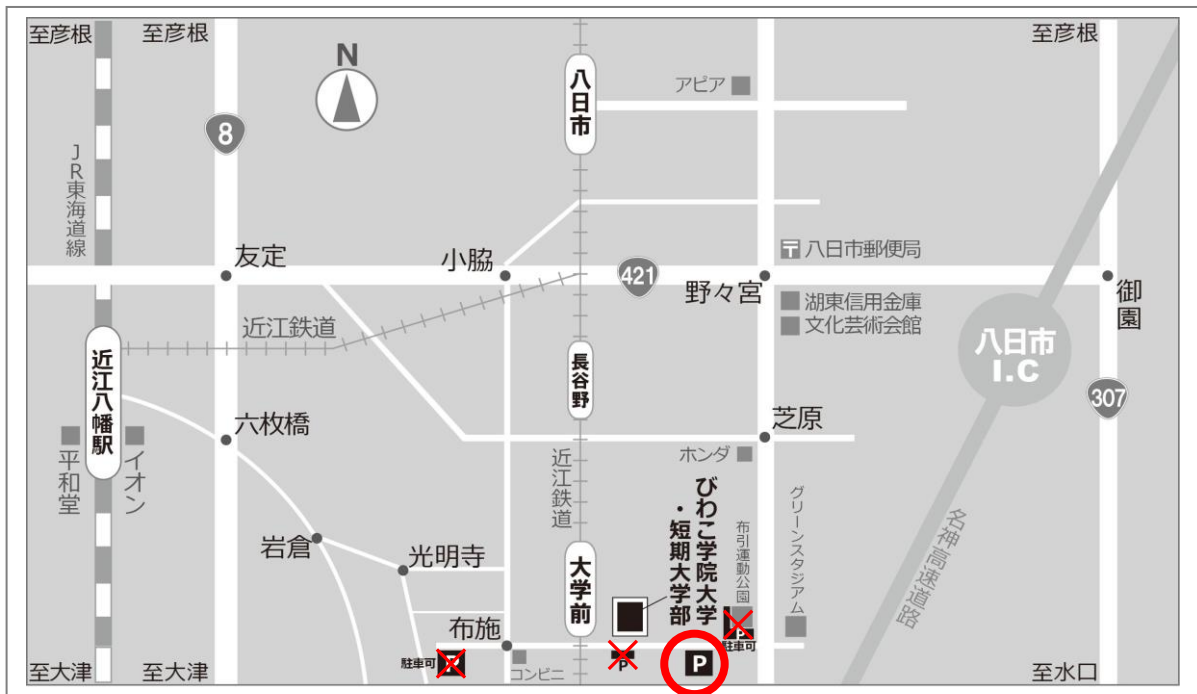 至彦根
至彦根
至彦根
N
八日市
アピア
8
JR東海道線
友定
小脇
421
野々宮
〒八日市郵便局
湖東信用金庫
文化芸術会館
御園
近江鉄道
近江八幡駅
長谷野
八日市
I.C
307
六枚橋
芝原
平和堂
イオン
近江鉄道
ホンダ
びわこ学院大学
・短期大学部
布引運動公園
グリーンスタジアム
名神高速道路
岩倉
光明寺
大学前
布施
駐車可
P
コンビニ
P
P
P
駐車可
至大津
至大津
至水口